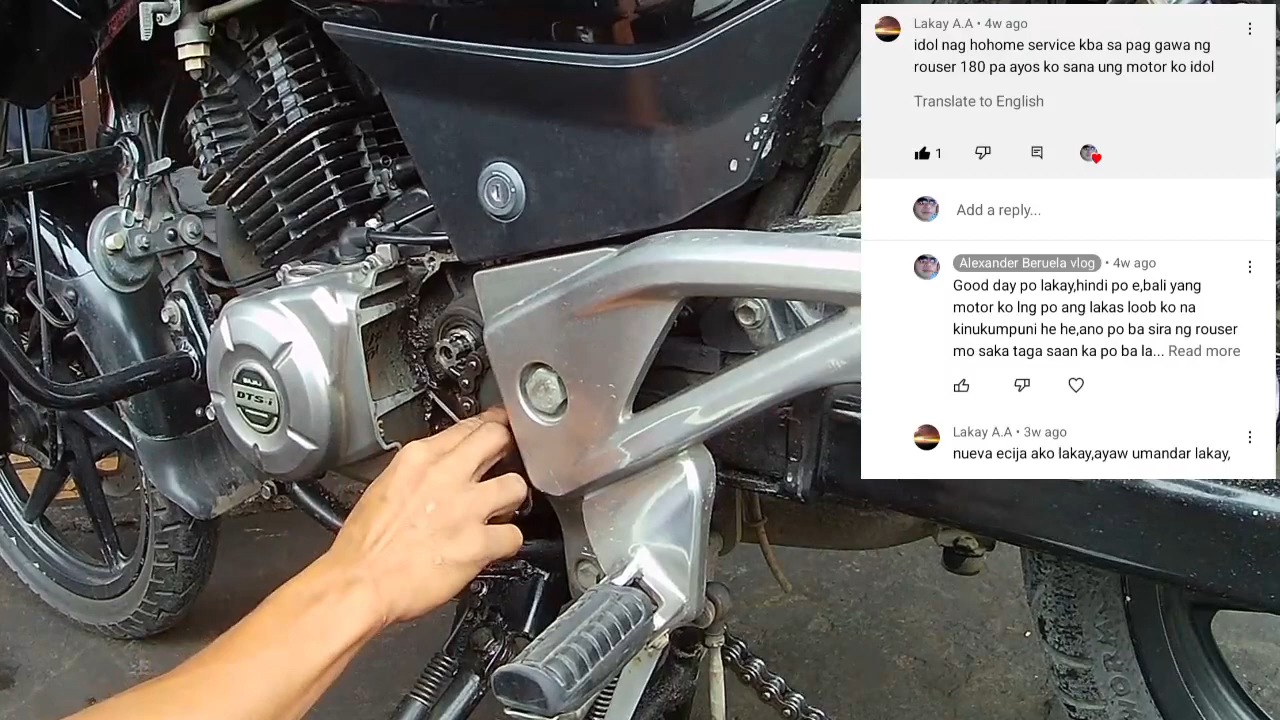 Lakay A.A • 4w ago
idol nag hohome service kba sa pag gawa ng
rouser 180 pa ayos ko sana ung motor ko idol
Translate to English
1
Add a reply...
Alexander Beruela vlog • 4w ago
Good day po lakay,hindi po e,bali yang
motor ko lng po ang lakas loob ko na
kinukumpuni he he,ano po ba sira ng rouser
mo saka taga saan ka po ba la... Read more
Lakay A.A • 3w ago
nueva ecija ako lakay,ayaw umandar lakay,
BAJAJ
DTS-i